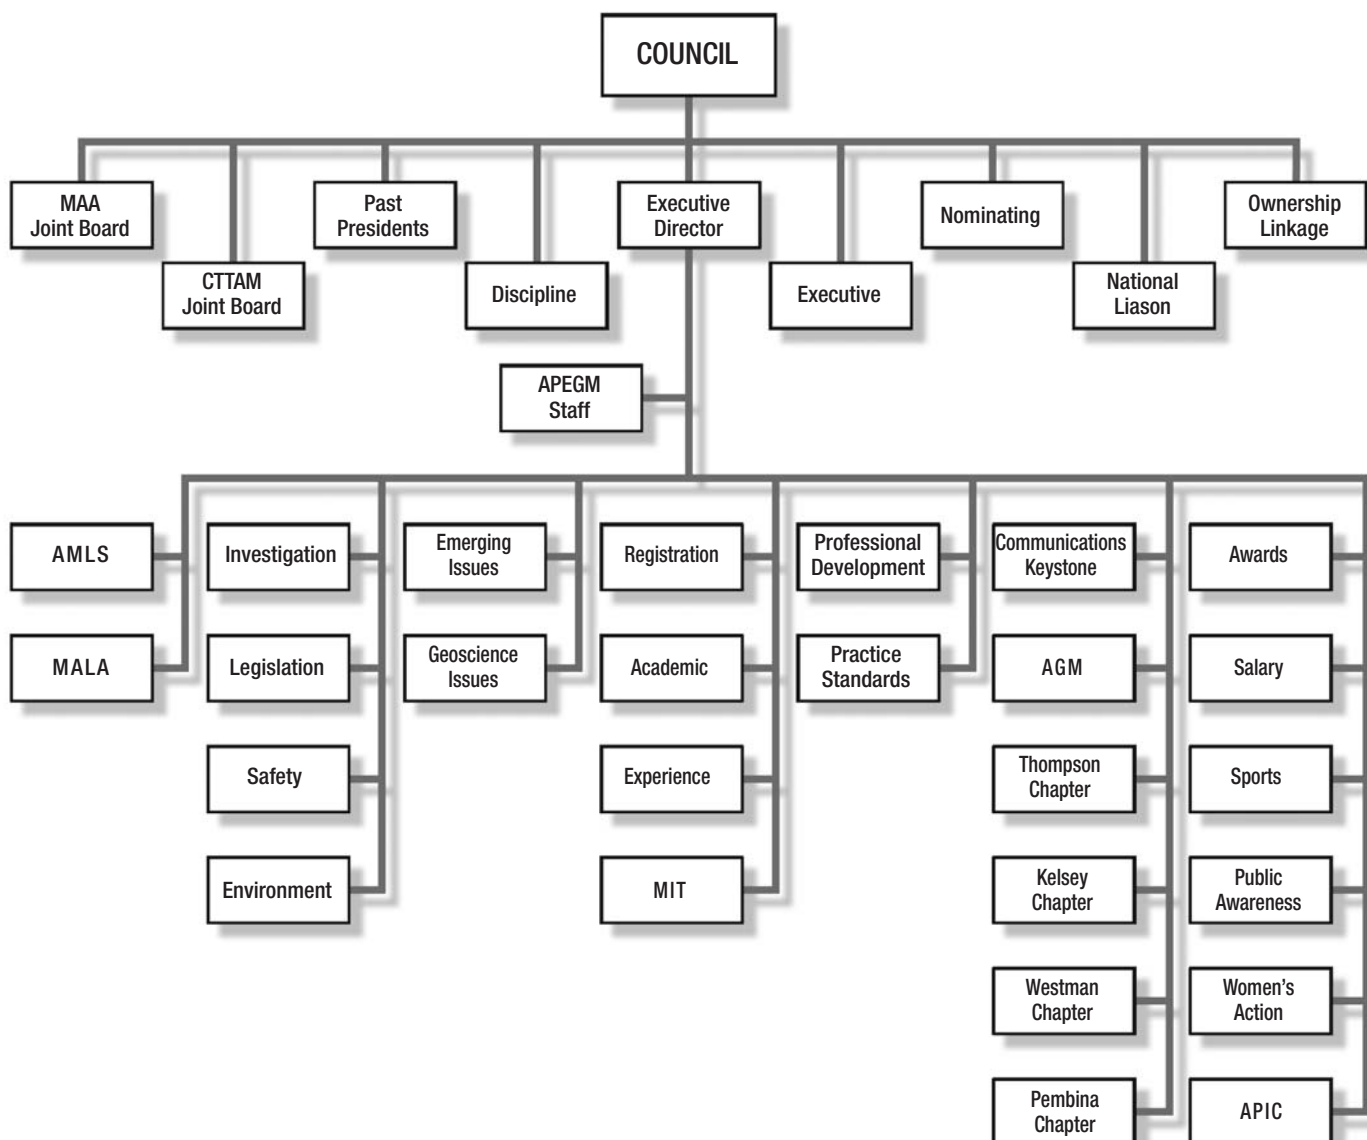 COUNCIL
MAA
Joint Board
Past
Presidents
Executive
Director
Nominating
Ownership
Linkage
CTTAM
Joint Board
Discipline
Executive
National
Liason
APEGM
Staff
AMLS
Investigation
Emerging
Issues
Registration
Professional
Development
Communications
Keystone
Awards
MALA
Legislation
Geoscience
Issues
Academic
Practice
Standards
AGM
Salary
Safety
Experience
Thompson
Chapter
Sports
Environment
MIT
Kelsey
Chapter
Public
Awareness
Westman
Chapter
Women's
Action
Pembina
Chapter
APIC